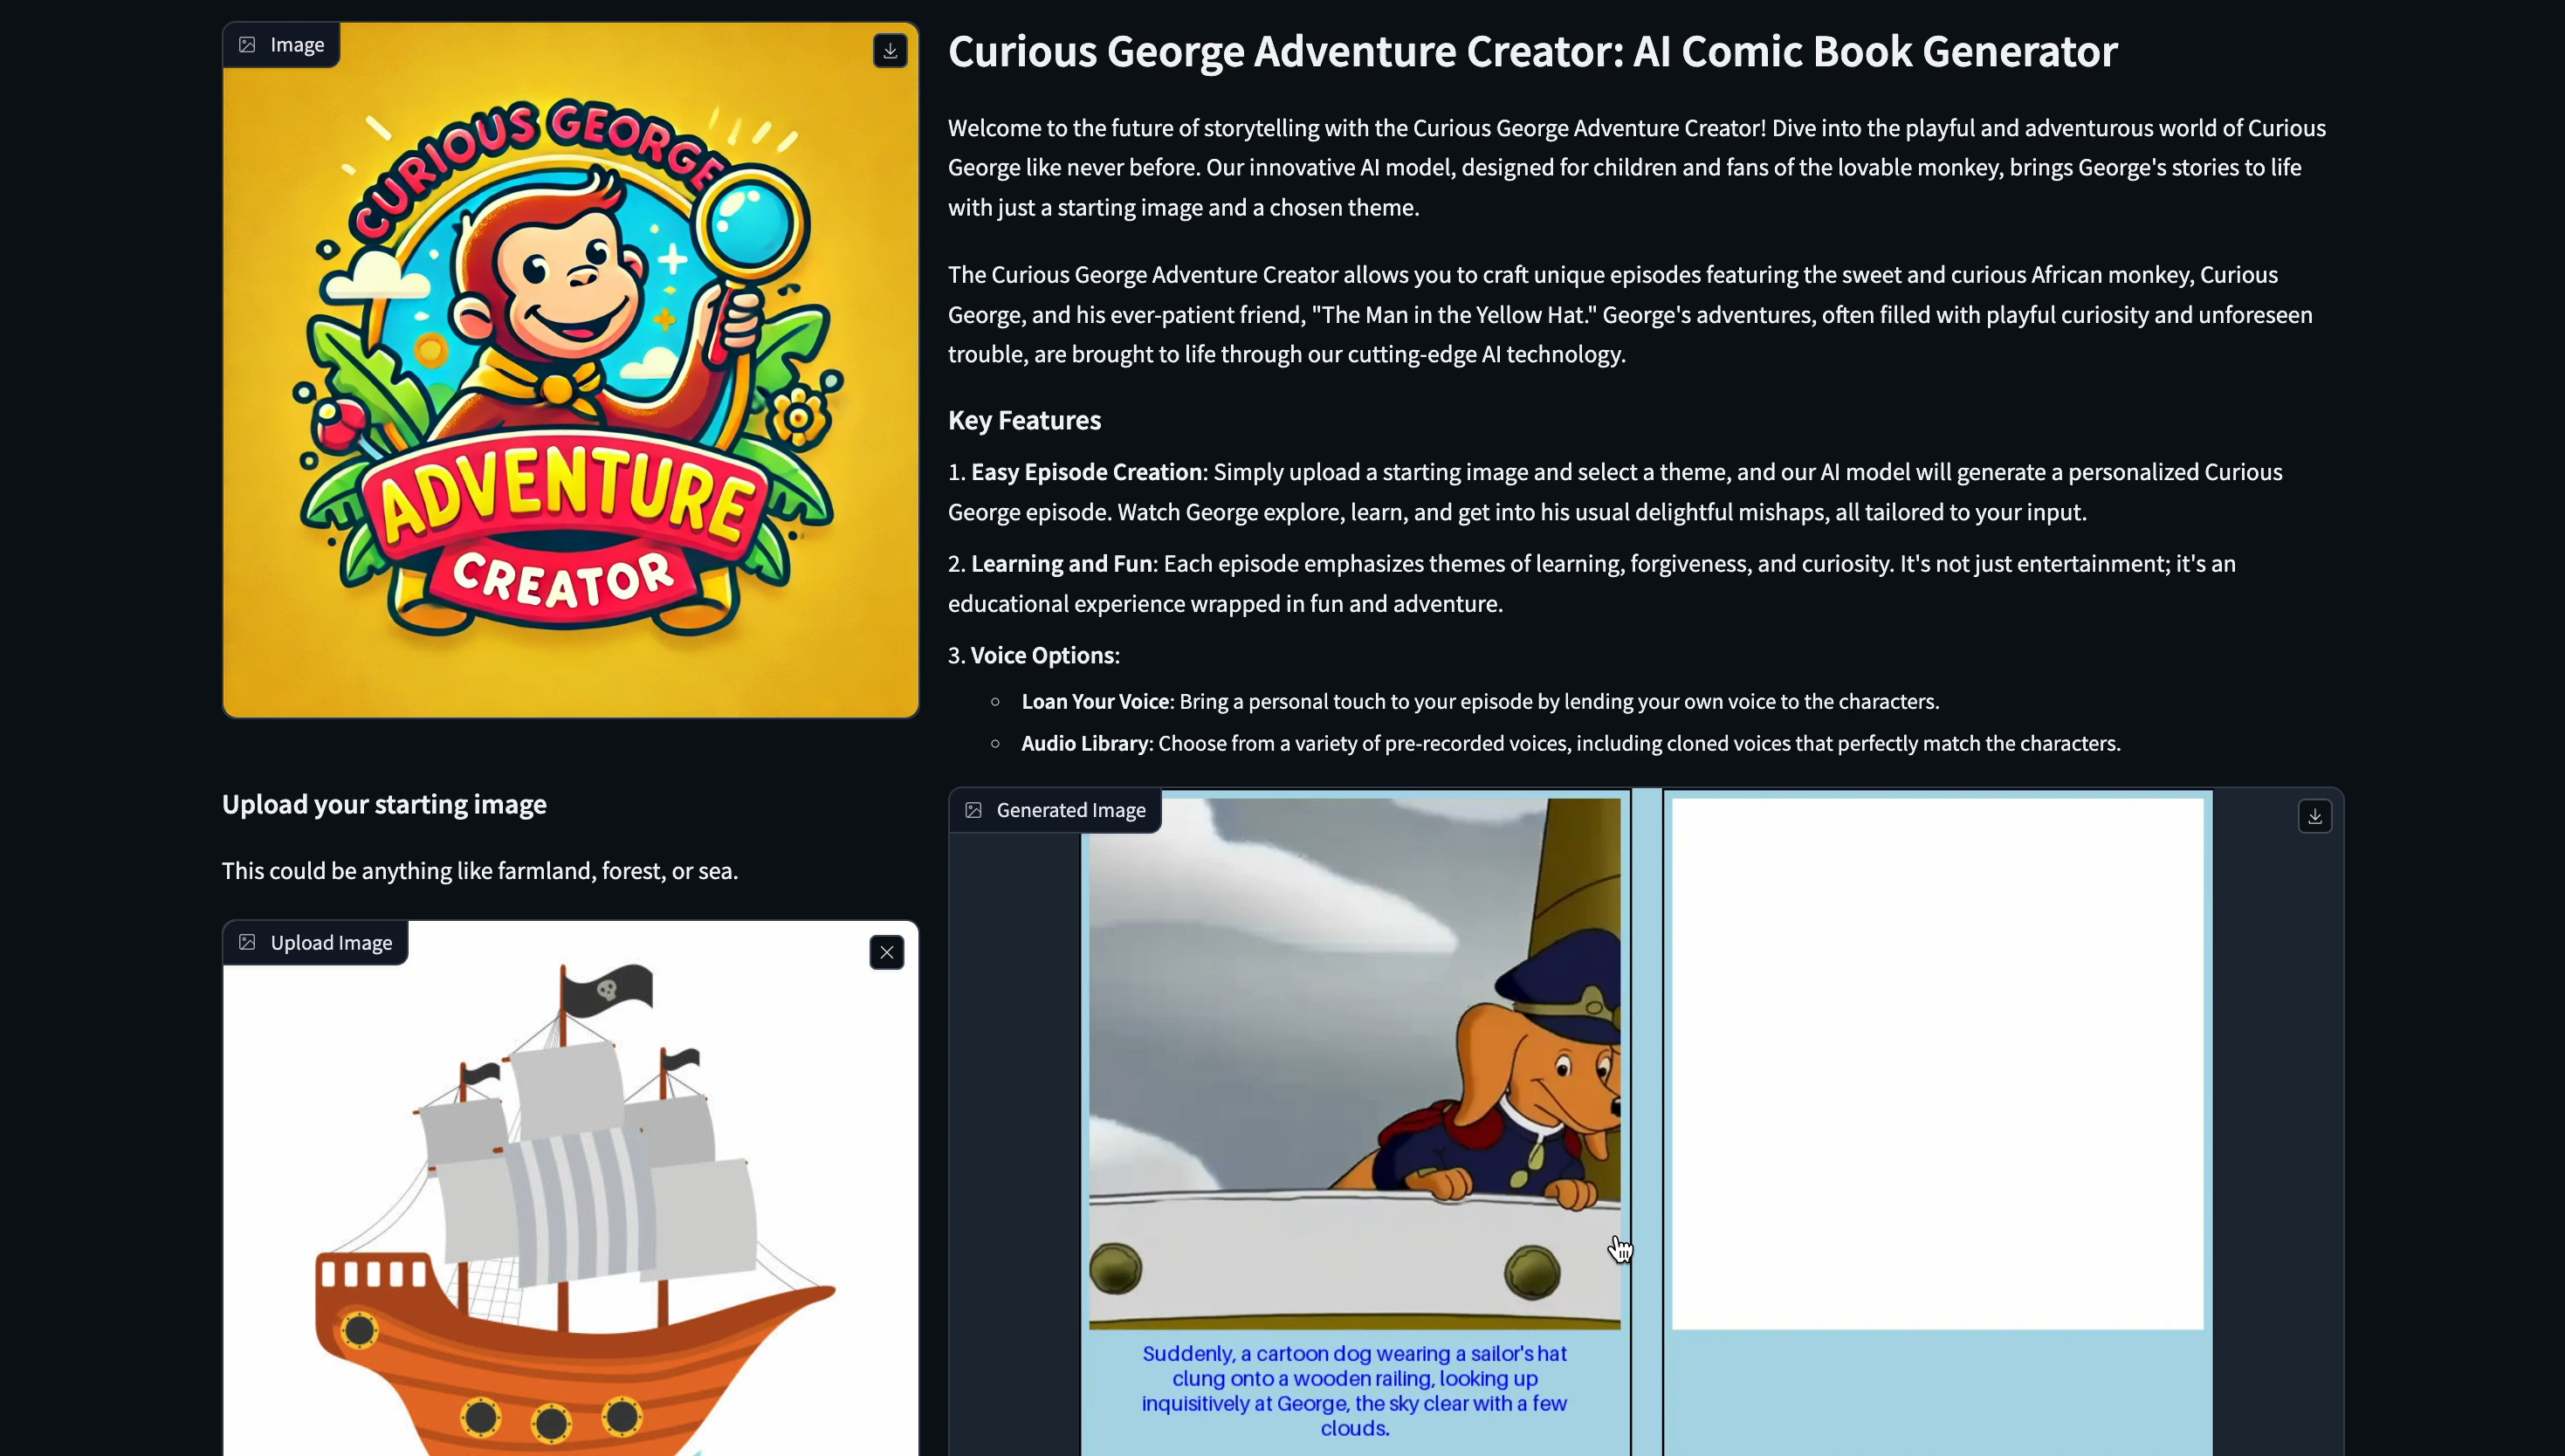 Image
CURIOUS GEORGE
ADVENTURE
CREATOR
Curious George Adventure Creator: AI Comic Book Generator
Welcome to the future of storytelling with the Curious George Adventure Creator! Dive into the playful and adventurous world of Curious
George like never before. Our innovative AI model, designed for children and fans of the lovable monkey, brings George's stories to life
with just a starting image and a chosen theme.
The Curious George Adventure Creator allows you to craft unique episodes featuring the sweet and curious African monkey, Curious
George, and his ever-patient friend, "The Man in the Yellow Hat." George's adventures, often filled with playful curiosity and unforeseen
trouble, are brought to life through our cutting-edge AI technology.
Key Features
1. Easy Episode Creation: Simply upload a starting image and select a theme, and our AI model will generate a personalized Curious
George episode. Watch George explore, learn, and get into his usual delightful mishaps, all tailored to your input.
2. Learning and Fun: Each episode emphasizes themes of learning, forgiveness, and curiosity. It's not just entertainment; it's an
educational experience wrapped in fun and adventure.
3. Voice Options:
Loan Your Voice: Bring a personal touch to your episode by lending your own voice to the characters.
Audio Library: Choose from a variety of pre-recorded voices, including cloned voices that perfectly match the characters.
Upload your starting image
This could be anything like farmland, forest, or sea.
Upload Image
Generated Image
Suddenly, a cartoon dog wearing a sailor's hat
clung onto a wooden railing, looking up
inquisitively at George, the sky clear with a few
clouds.